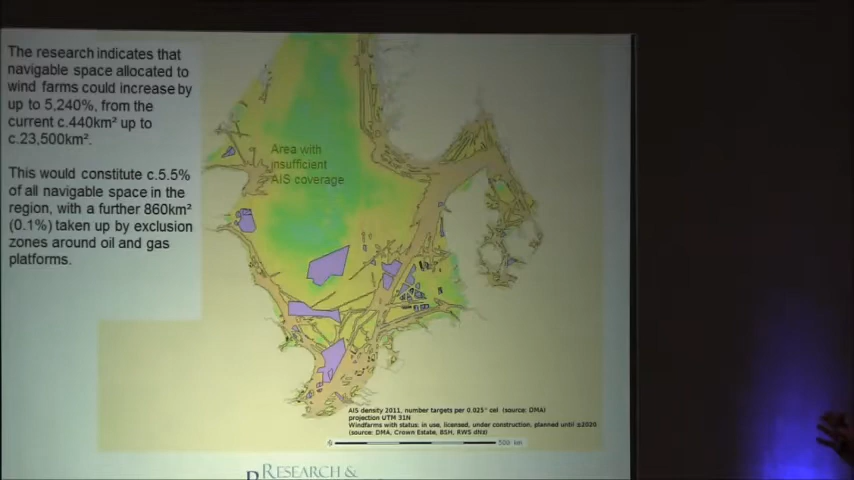 The research indicates that
navigable space allocated to
wind farms could increase by
up to 5,240%, from the
current c.440km² up to
c.23,500km².
This would constitute c.5.5%
of all navigable space in the
region, with a further 860km²
(0.1%) taken up by exclusion
zones around oil and gas
platforms.
Area with
insufficient
AIS coverage
AIS density 2011, number targets per 0.025° cel (source: DMA)
projection UTM 31N
Windfarms with status: in use, licensed, under construction, planned until ≤2020
(source: DMA, Crown Estate, BSH, RWS dNz)
0 500 km
RESEARCH &